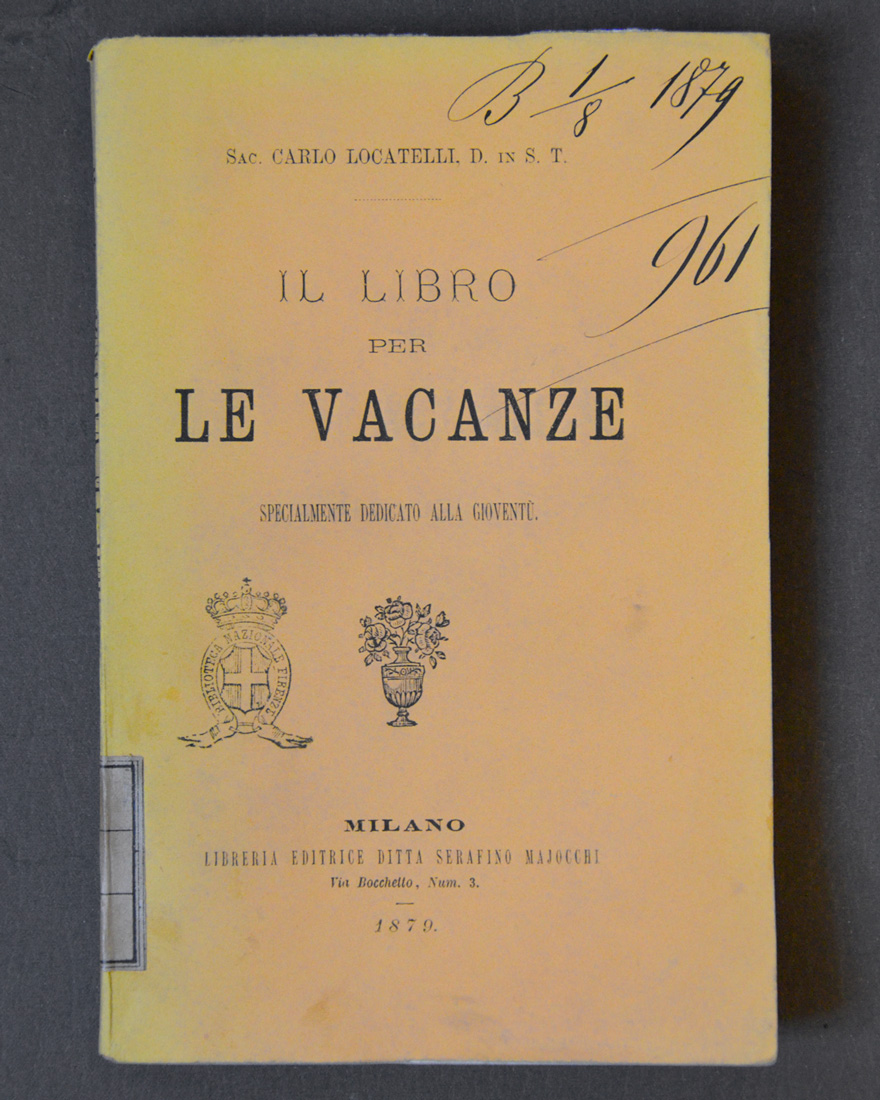 B 1/8 1879
961
Sac. CARLO LOCATELLI, D. IN S. T.
IL LIBRO
PER
LE VACANZE
SPECIALMENTE DEDICATO ALLA GIOVENTÙ.
BIBLIOTECA NAZIONALE FIRENZE
MILANO
LIBRERIA EDITRICE DITTA SERAFINO MAJOCCHI
Via Bocchetto, Num. 3.
1879.